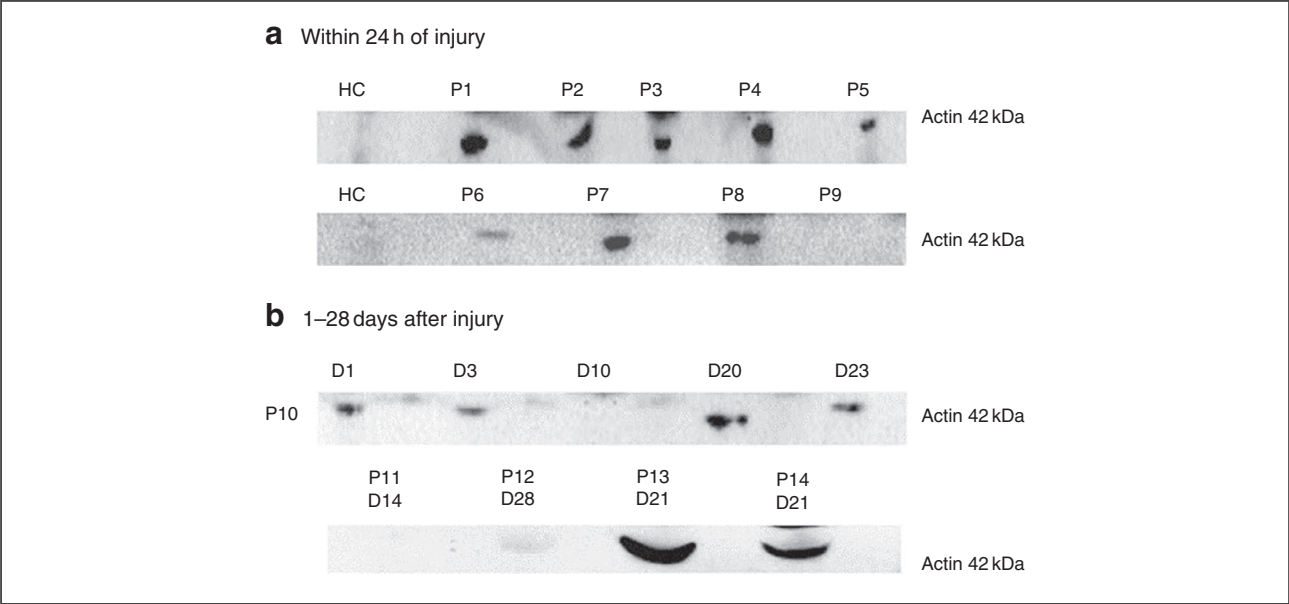 a Within 24 h of injury
HC P1 P2 P3 P4 P5
Actin 42 kDa
HC P6 P7 P8 P9
Actin 42 kDa
b 1–28 days after injury
D1 D3 D10 D20 D23
P10 Actin 42 kDa
P11 P12 P13 P14
D14 D28 D21 D21
Actin 42 kDa